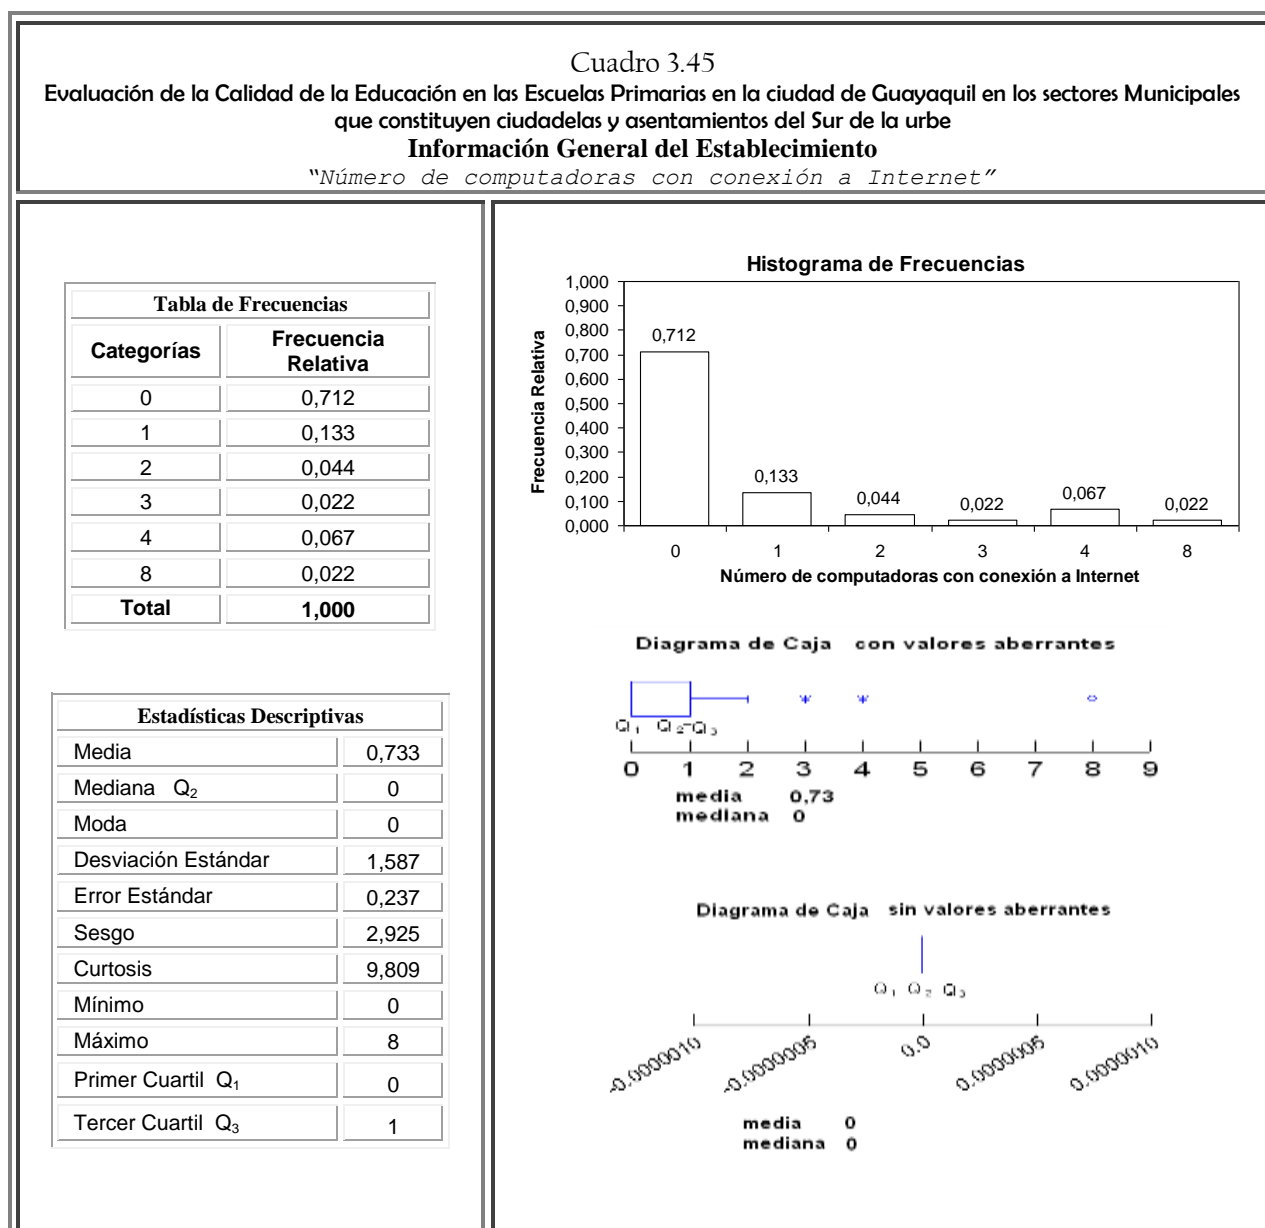 Cuadro 3.45
Evaluación de la Calidad de la Educación en las Escuelas Primarias en la ciudad de Guayaquil en los sectores Municipales
que constituyen ciudadelas y asentamientos del Sur de la urbe
Información General del Establecimiento
“Número de computadoras con conexión a Internet”
Tabla de Frecuencias
Categorías Frecuencia Relativa
0 0,712
1 0,133
2 0,044
3 0,022
4 0,067
8 0,022
Total 1,000
Estadísticas Descriptivas
Media 0,733
Mediana Q2 0
Moda 0
Desviación Estándar 1,587
Error Estándar 0,237
Sesgo 2,925
Curtosis 9,809
Mínimo 0
Máximo 8
Primer Cuartil Q1 0
Tercer Cuartil Q3 1
Histograma de Frecuencias
Frecuencia Relativa
1,000
0,900
0,800
0,700
0,600
0,500
0,400
0,300
0,200
0,100
0,000
0,712 0,133 0,044 0,022 0,067 0,022
0 1 2 3 4 8
Número de computadoras con conexión a Internet
Diagrama de Caja con valores aberrantes
Q1 Q2-Q3
0 1 2 3 4 5 6 7 8 9
media 0,73
mediana 0
Diagrama de Caja sin valores aberrantes
Q1 Q2 Q3
-0.0000010 -0.0000005 0.0 0.0000005 0.0000010
media 0
mediana 0